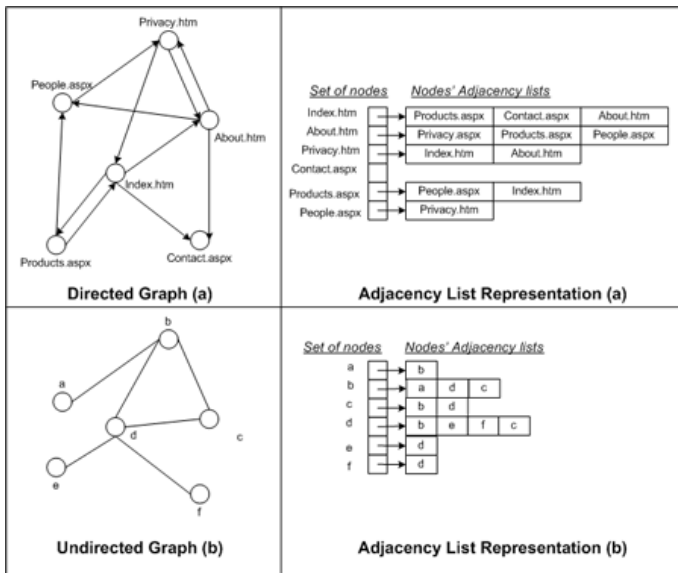 Privacy.htm
People.aspx
About.htm
Index.htm
Products.aspx
Contact.aspx
Directed Graph (a)
Set of nodes Nodes' Adjacency lists
Index.htm Products.aspx Contact.aspx About.htm
About.htm Privacy.aspx Products.aspx People.aspx
Privacy.htm Index.htm About.htm
Contact.aspx
Products.aspx People.aspx Index.htm
People.aspx Privacy.htm
Adjacency List Representation (a)
b
a
c
d
e
f
Undirected Graph (b)
Set of nodes Nodes' Adjacency lists
a b
b a d c
c b d
d b e f c
e d
f d
Adjacency List Representation (b)